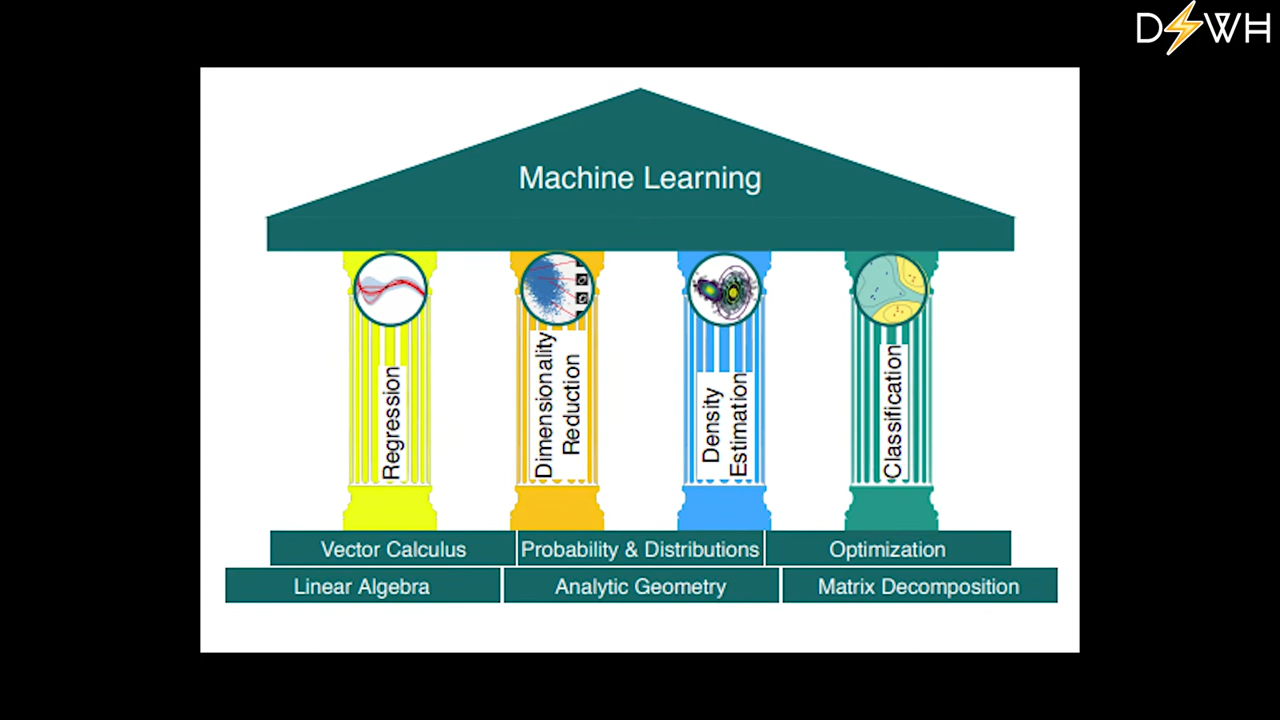 D⚡WH
Machine Learning
Regression
Dimensionality
Reduction
Density
Estimation
Classification
Vector Calculus
Probability & Distributions
Optimization
Linear Algebra
Analytic Geometry
Matrix Decomposition